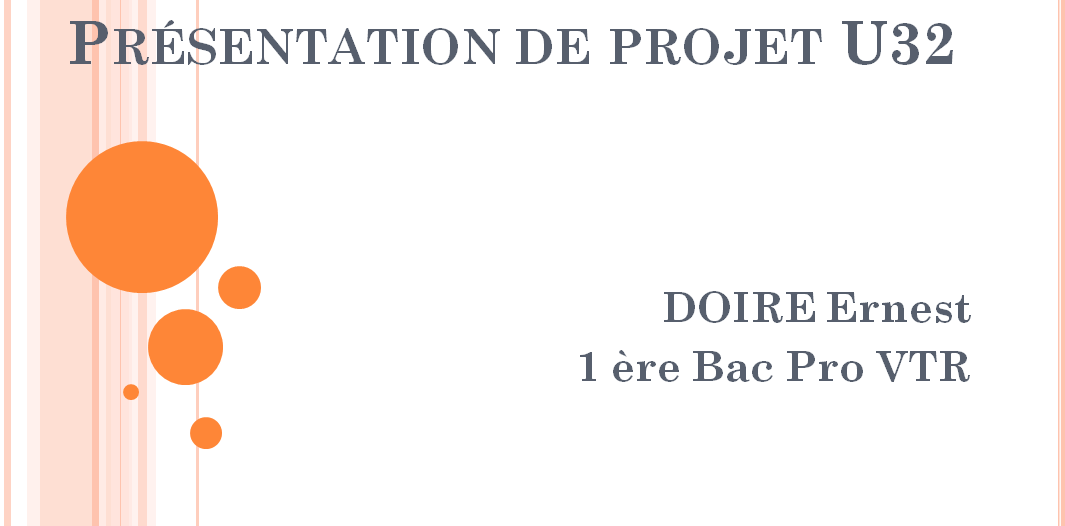 PRÉSENTATION DE PROJET U32
DOIRE Ernest
1 ère Bac Pro VTR